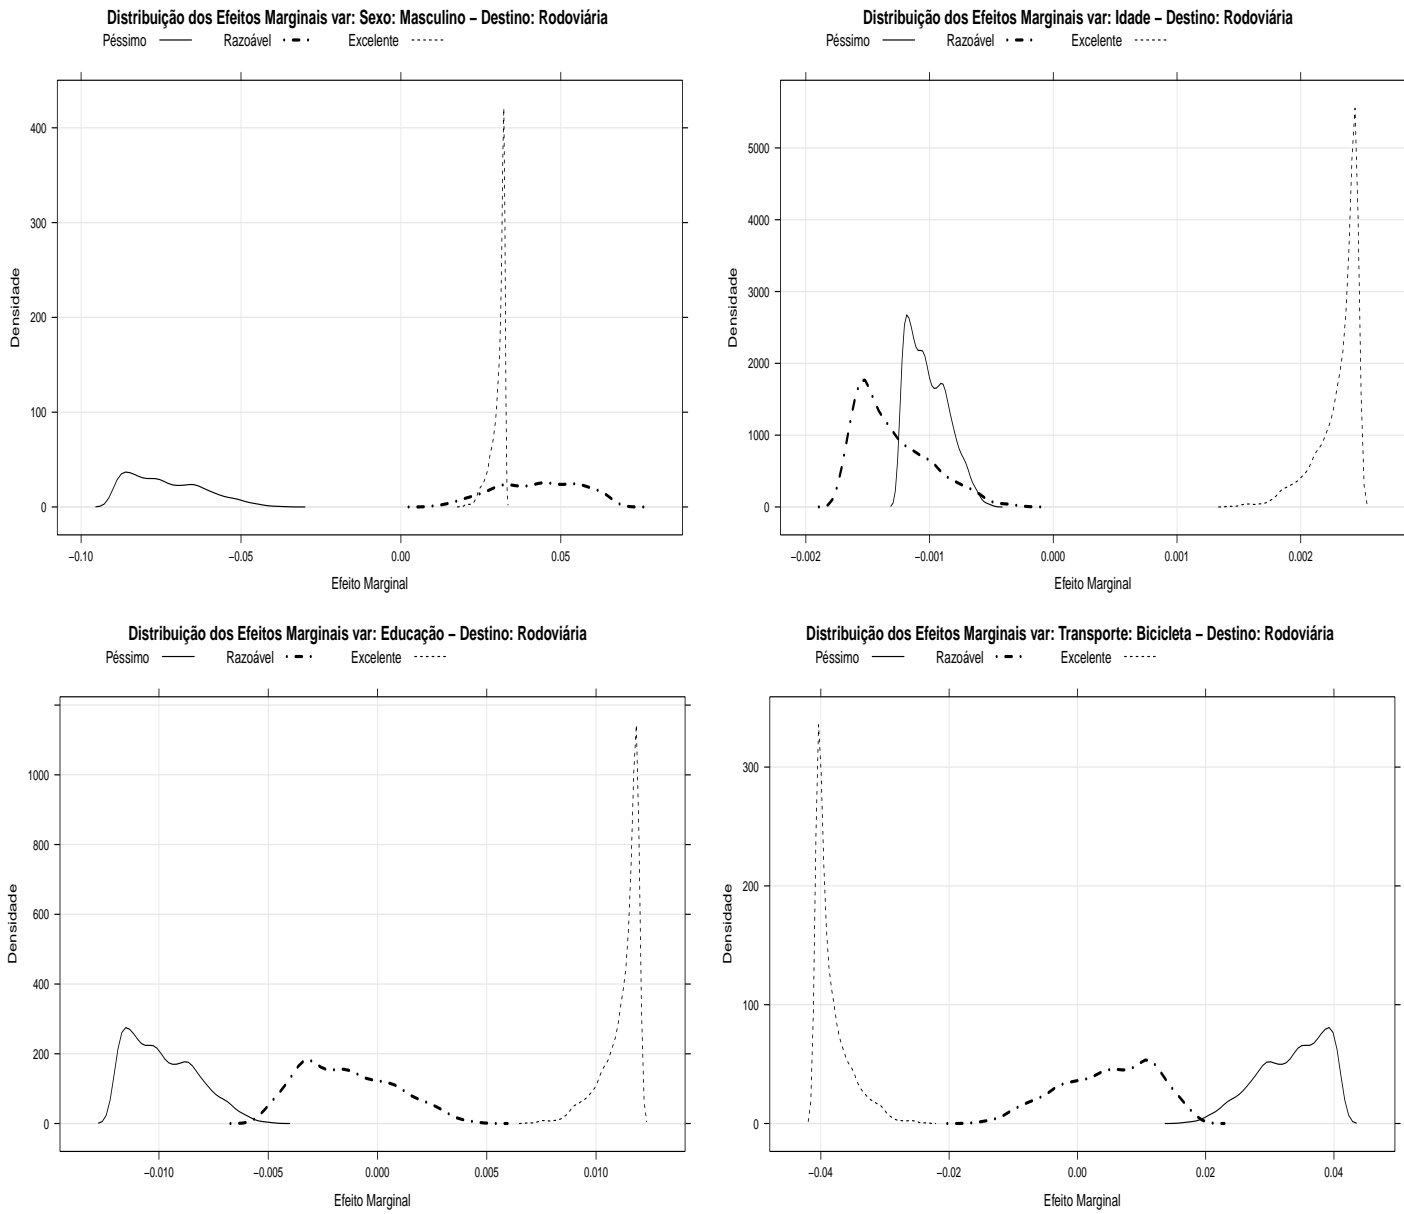 Distribuição dos Efeitos Marginais var: Sexo: Masculino – Destino: Rodoviária
Péssimo Razoável Excelente
400
300
200
100
0
Densidade
−0.10 −0.05 0.00 0.05
Efeito Marginal
Distribuição dos Efeitos Marginais var: Idade – Destino: Rodoviária
Péssimo Razoável Excelente
5000
4000
3000
2000
1000
0
Densidade
−0.002 −0.001 0.000 0.001 0.002
Efeito Marginal
Distribuição dos Efeitos Marginais var: Educação – Destino: Rodoviária
Péssimo Razoável Excelente
1000
800
600
400
200
0
Densidade
−0.010 −0.005 0.000 0.005 0.010
Efeito Marginal
Distribuição dos Efeitos Marginais var: Transporte: Bicicleta – Destino: Rodoviária
Péssimo Razoável Excelente
300
200
100
0
Densidade
−0.04 −0.02 0.00 0.02 0.04
Efeito Marginal